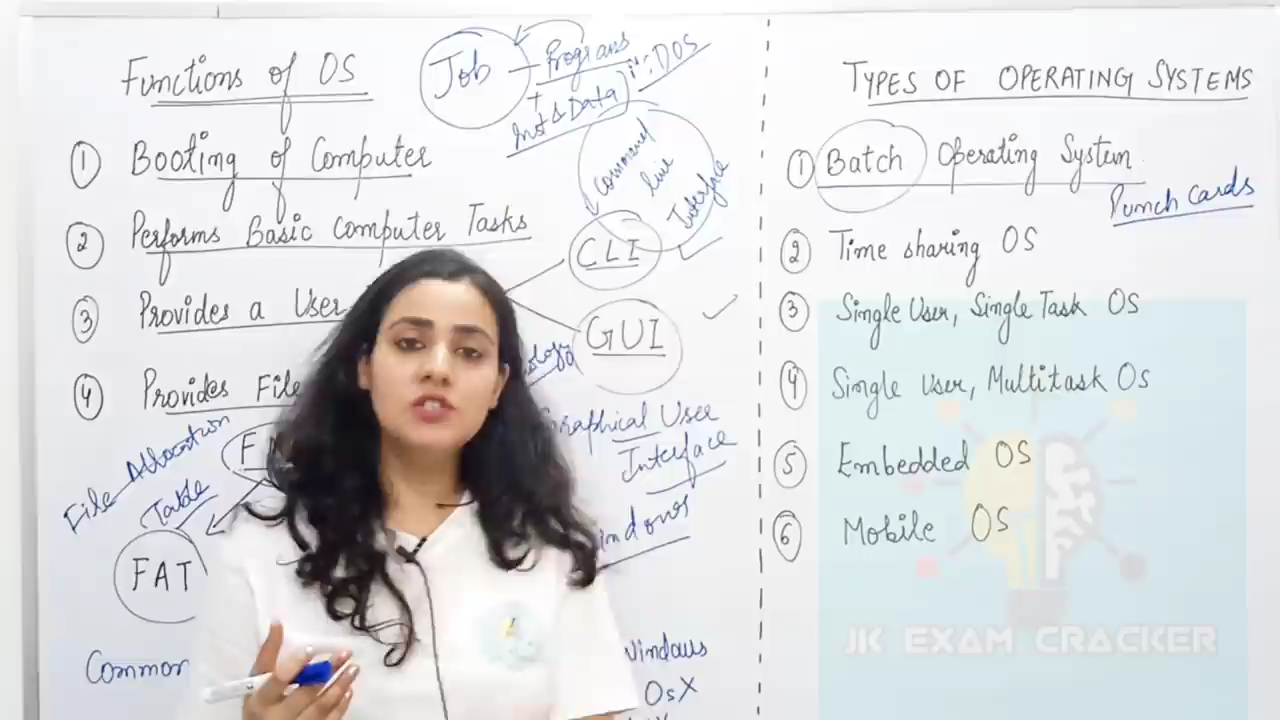 Functions of OS
① Booting of Computer
② Performs Basic Computer Tasks
③ Provides a User
④ Provides File
File Allocation
Table
FAT
Common
Job
Programs
+
Inst & Data
DOS
Command
line
Interface
CLI
GUI
Graphical User
Interface
Windows
OsX
TYPES OF OPERATING SYSTEMS
① Batch Operating System
Punch Cards
② Time sharing OS
③ Single User, Single Task OS
④ Single User, Multitask OS
⑤ Embedded OS
⑥ Mobile OS
JK EXAM CRACKER